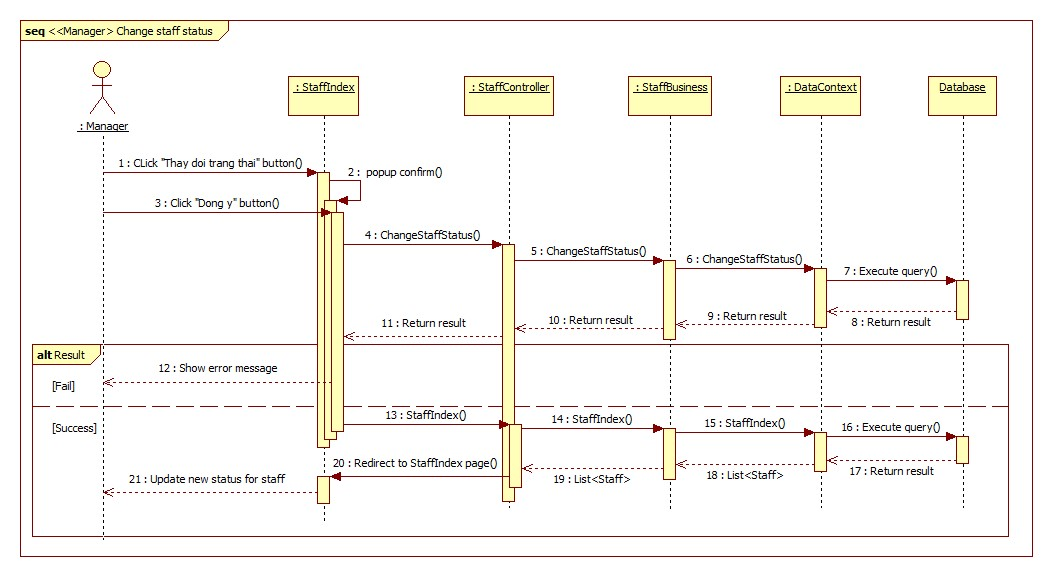 seq <<Manager> Change staff status
: StaffIndex
: StaffController
: StaffBusiness
: DataContext
Database
: Manager
1 : CLick "Thay doi trang thai" button()
2 : popup confirm()
3 : Click "Dong y" button()
4 : ChangeStaffStatus()
5 : ChangeStaffStatus()
6 : ChangeStaffStatus()
7 : Execute query()
8 : Return result
9 : Return result
10 : Return result
11 : Return result
alt Result
12 : Show error message
[Fail]
13 : StaffIndex()
14 : StaffIndex()
15 : StaffIndex()
16 : Execute query()
[Success]
17 : Return result
18 : List<Staff>
19 : List<Staff>
20 : Redirect to StaffIndex page()
21 : Update new status for staff